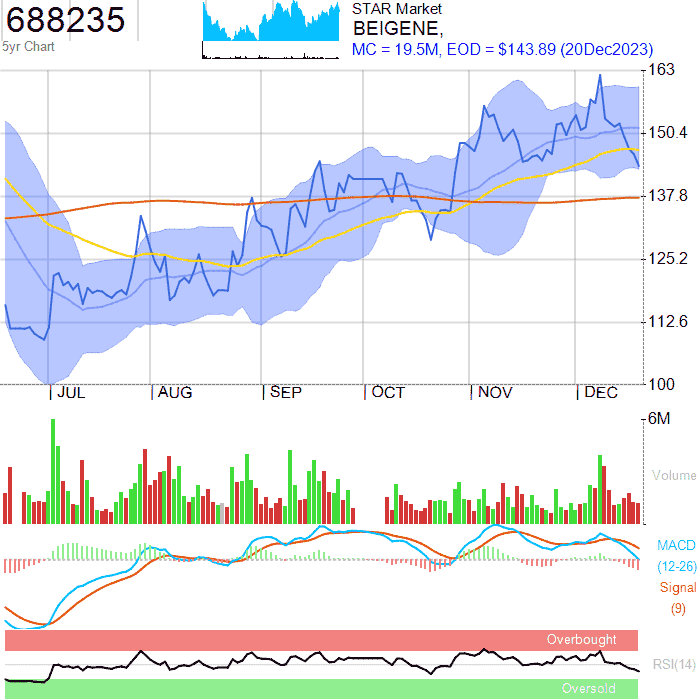 688235
5yr Chart
STAR Market
BEIGENE,
MC = 19.5M, EOD = $143.89 (20Dec2023)
163
150.4
137.8
125.2
112.6
100
JUL AUG SEP OCT NOV DEC
6M
Volume
MACD
(12-26)
Signal
(9)
Overbought
RSI(14)
Oversold